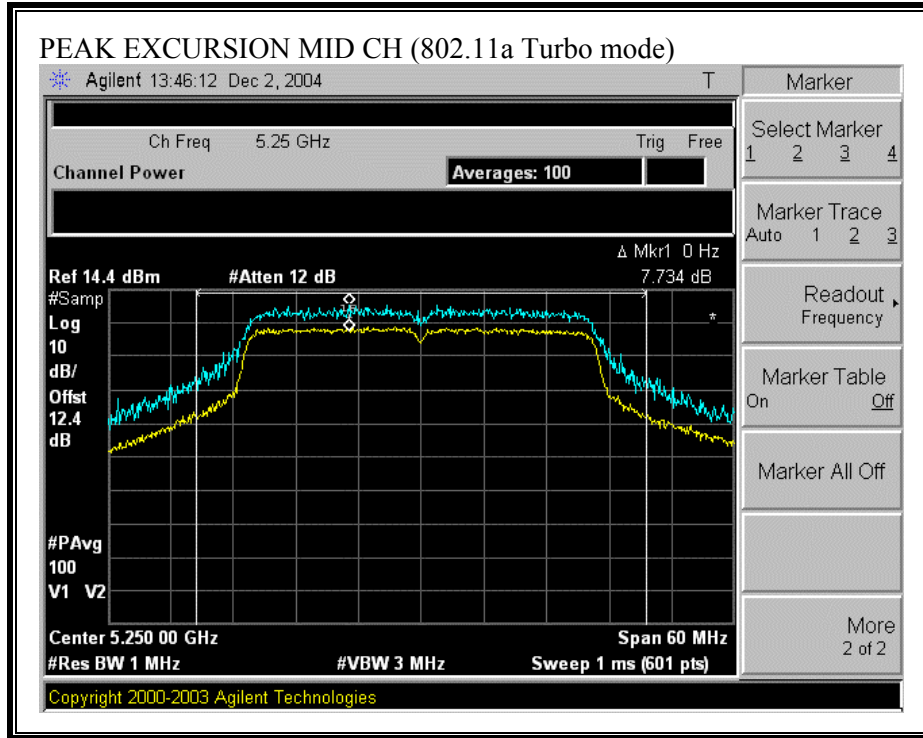 PEAK EXCURSION MID CH (802.11a Turbo mode)
Agilent 13:46:12 Dec 2, 2004 T
Ch Freq 5.25 GHz Trig Free
Channel Power Averages: 100
Δ Mkr1 0 Hz
Ref 14.4 dBm #Atten 12 dB 7.734 dB
#Samp
Log
10
dB/
Offst
12.4
dB
#PAvg
100
V1 V2
Center 5.250 00 GHz Span 60 MHz
#Res BW 1 MHz #VBW 3 MHz Sweep 1 ms (601 pts)
Copyright 2000-2003 Agilent Technologies
Marker
Select Marker
1 2 3 4
Marker Trace
Auto 1 2 3
Readout
Frequency
Marker Table
On Off
Marker All Off
More
2 of 2